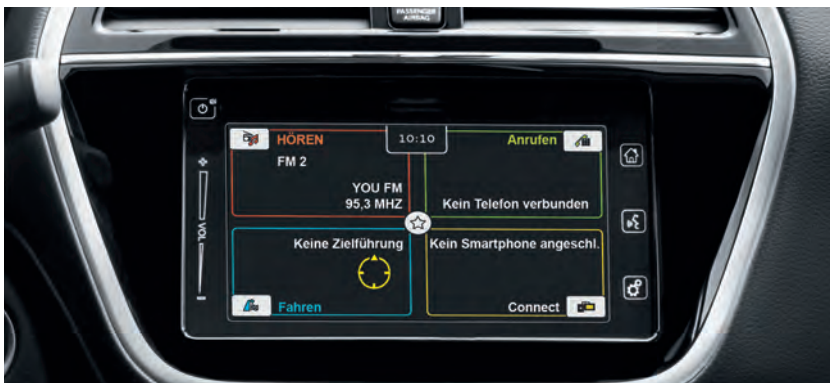 PASSENGER
AIRBAG
HÖREN
10:10
Anrufen
FM 2
YOU FM
95,3 MHZ
Kein Telefon verbunden
VOL
Keine Zielführung
Kein Smartphone angeschl.
Fahren
Connect